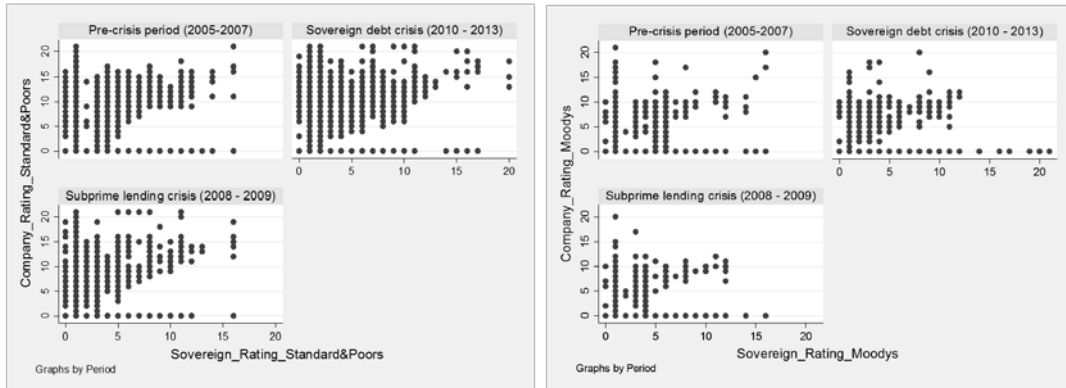 Pre-crisis period (2005-2007)
Sovereign debt crisis (2010 - 2013)
0 5 10 15 20
0 5 10 15 20
Subprime lending crisis (2008 - 2009)
0 5 10 15 20
0 5 10 15 20
Company_Rating_Standard&Poors
Sovereign_Rating_Standard&Poors
Graphs by Period
Pre-crisis period (2005-2007)
Sovereign debt crisis (2010 - 2013)
0 5 10 15 20
0 5 10 15 20
Subprime lending crisis (2008 - 2009)
0 5 10 15 20
0 10 20
Company_Rating_Moodys
Sovereign_Rating_Moodys
Graphs by Period